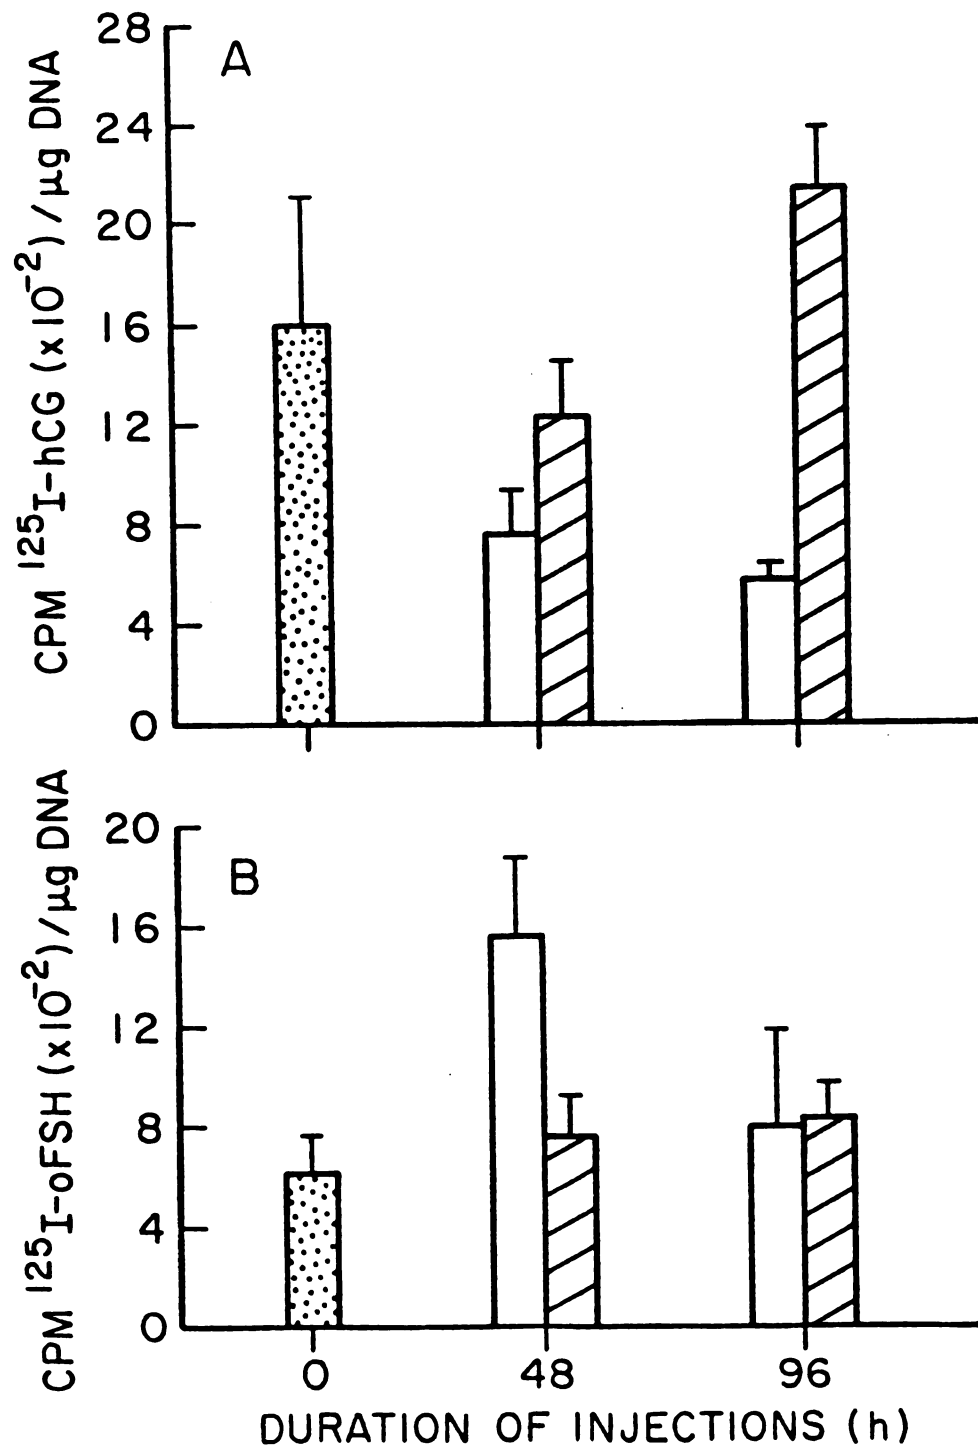 A
CPM ¹²⁵I-hCG (x10⁻²)/µg DNA
28
24
20
16
12
8
4
0
B
CPM ¹²⁵I-oFSH (x10⁻²)/µg DNA
20
16
12
8
4
0
0 48 96
DURATION OF INJECTIONS (h)